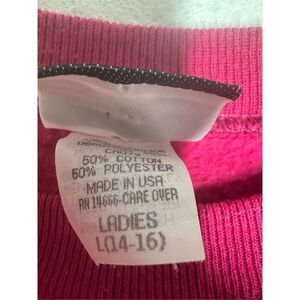 50% COTTON
50% POLYESTER
MADE IN USA
RN 14666-CARE OVER
LADIES
L(14-16)